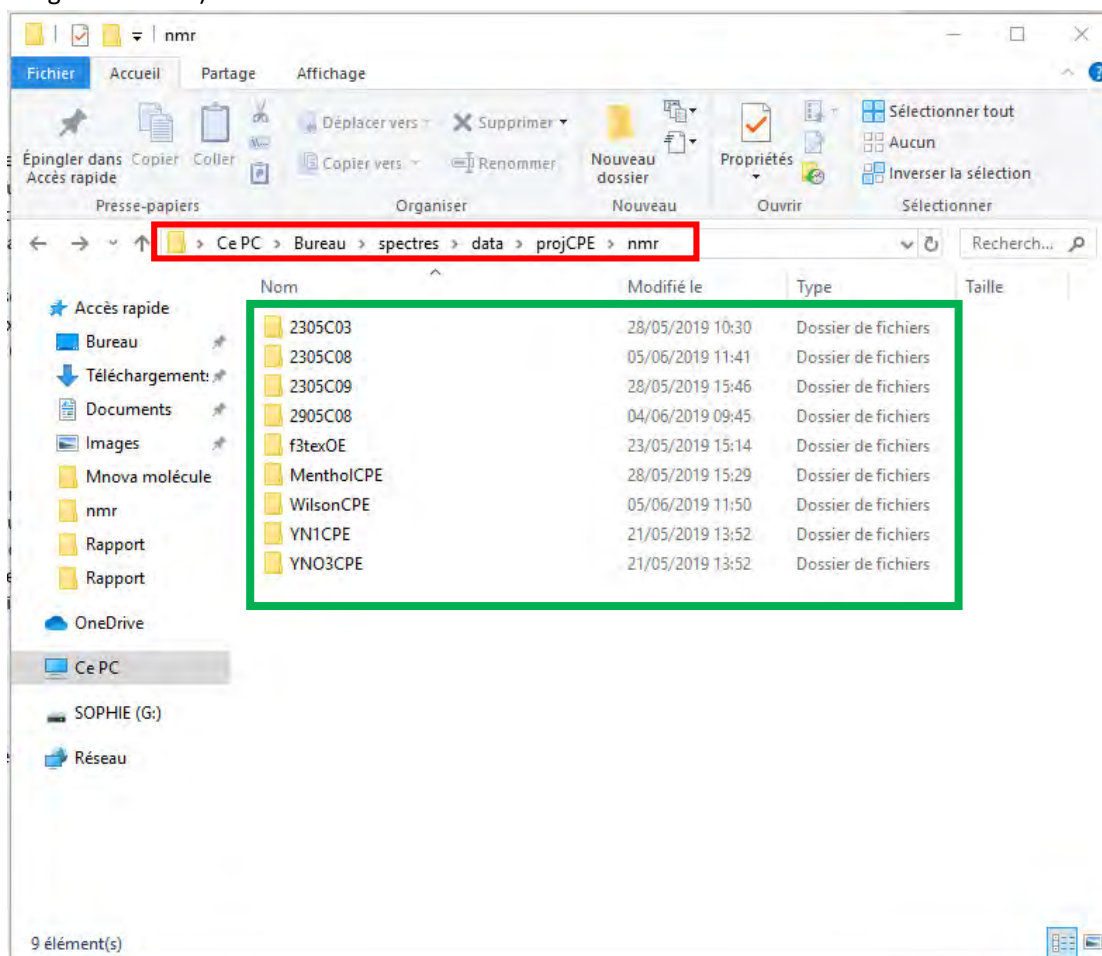 nmr
Fichier Accueil Partage Affichage
Épingler dans Accès rapide
Copier
Coller
Déplacer vers
Copier vers
Supprimer
Renommer
Nouveau dossier
Propriétés
Sélectionner tout
Aucun
Inverser la sélection
Presse-papiers Organiser Nouveau Ouvrir Sélectionner
Ce PC > Bureau > spectres > data > projCPE > nmr
Recherch...
Nom Modifié le Type Taille
Accès rapide
Bureau
Téléchargement:
Documents
Images
Mnova molécule
nmr
Rapport
Rapport
OneDrive
Ce PC
SOPHIE (G:)
Réseau
2305C03 28/05/2019 10:30 Dossier de fichiers
2305C08 05/06/2019 11:41 Dossier de fichiers
2305C09 28/05/2019 15:46 Dossier de fichiers
2905C08 04/06/2019 09:45 Dossier de fichiers
f3texOE 23/05/2019 15:14 Dossier de fichiers
MentholCPE 28/05/2019 15:29 Dossier de fichiers
WilsonCPE 05/06/2019 11:50 Dossier de fichiers
YN1CPE 21/05/2019 13:52 Dossier de fichiers
YNO3CPE 21/05/2019 13:52 Dossier de fichiers
9 élément(s)